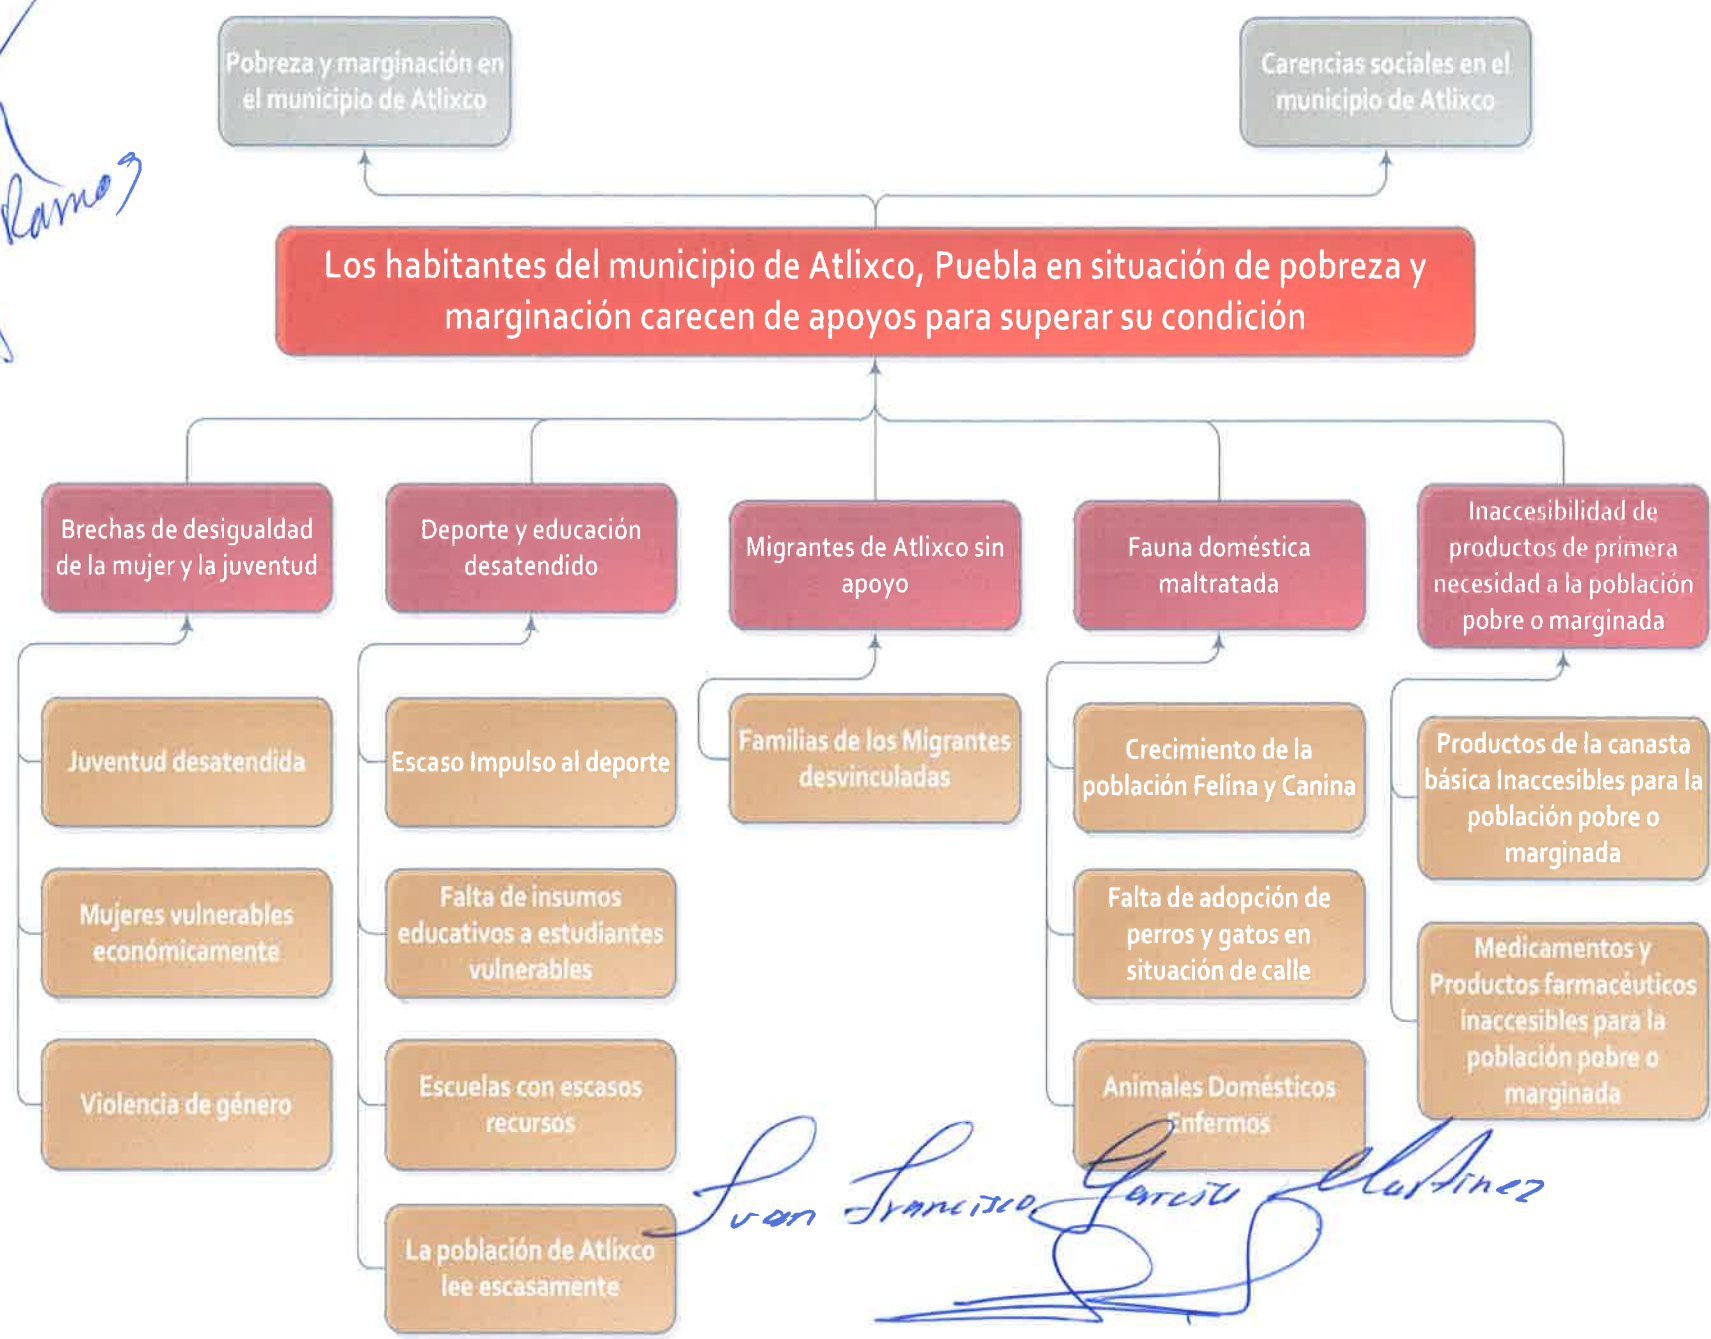 Pobreza y marginación en
el municipio de Atlixco
Carencias sociales en el
municipio de Atlixco
Ramos
Los habitantes del municipio de Atlixco, Puebla en situación de pobreza y
marginación carecen de apoyos para superar su condición
Brechas de desigualdad
de la mujer y la juventud
Deporte y educación
desatendido
Migrantes de Atlixco sin
apoyo
Fauna doméstica
maltratada
Inaccesibilidad de
productos de primera
necesidad a la población
pobre o marginada
Juventud desatendida
Mujeres vulnerables
económicamente
Violencia de género
Escaso Impulso al deporte
Falta de insumos
educativos a estudiantes
vulnerables
Escuelas con escasos
recursos
La población de Atlixco
lee escasamente
Familias de los Migrantes
desvinculadas
Crecimiento de la
población Felina y Canina
Falta de adopción de
perros y gatos en
situación de calle
Animales Domésticos
Enfermos
Productos de la canasta
básica Inaccesibles para la
población pobre o
marginada
Medicamentos y
Productos farmacéuticos
inaccesibles para la
población pobre o
marginada
Francisco García Martinez